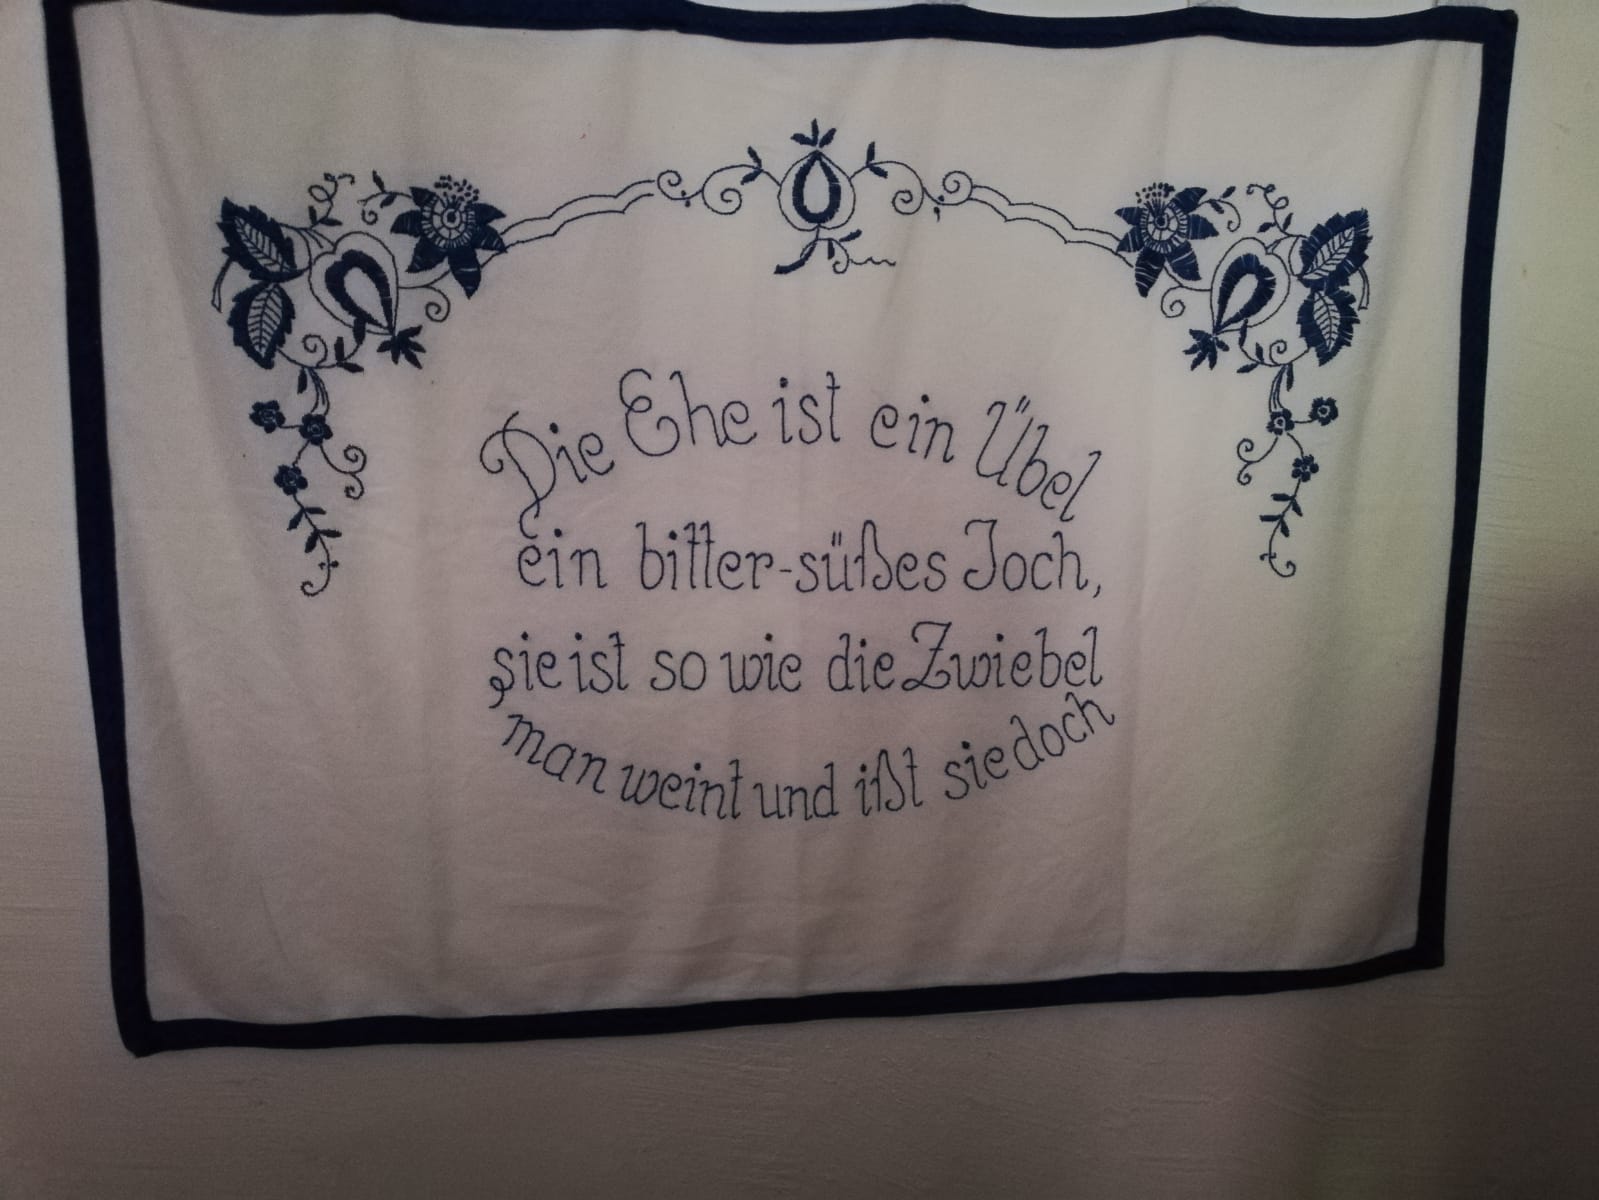 Die Ehe ist ein Übel
ein bitter-süßes Joch,
sie ist so wie die Zwiebel
man weint und ißt sie doch